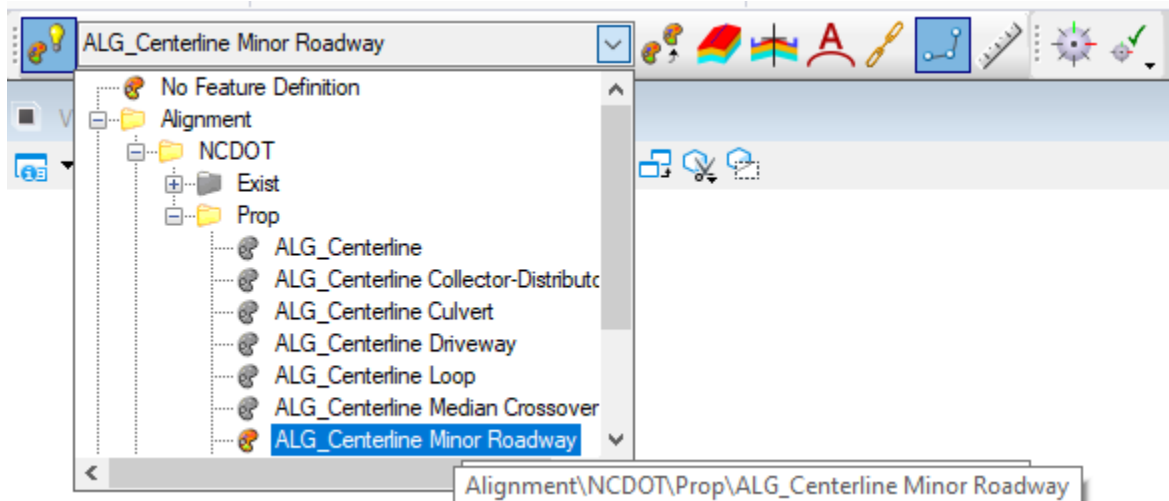 ALG_Centerline Minor Roadway
No Feature Definition
Alignment
NCDOT
Exist
Prop
ALG_Centerline
ALG_Centerline Collector-Distributo
ALG_Centerline Culvert
ALG_Centerline Driveway
ALG_Centerline Loop
ALG_Centerline Median Crossover
ALG_Centerline Minor Roadway
Alignment\NCDOT\Prop\ALG_Centerline Minor Roadway